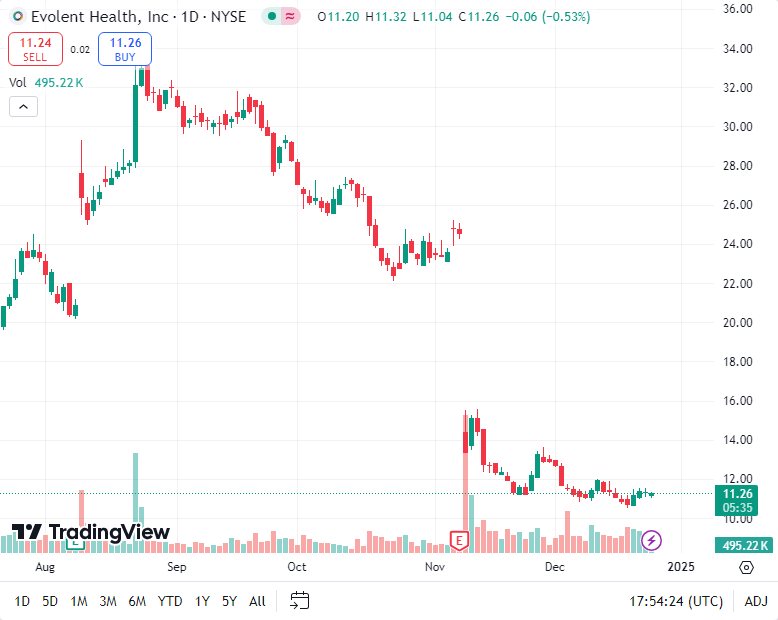 Evolent Health, Inc · 1D · NYSE O11.20 H11.32 L11.04 C11.26 −0.06 (−0.53%)
11.24 0.02 11.26
SELL BUY
Vol 495.22 K
36.00
34.00
32.00
30.00
28.00
26.00
24.00
22.00
20.00
18.00
16.00
14.00
12.00
11.26
05:35
10.00
TradingView
E E
495.22 K
Aug Sep Oct Nov Dec 2025
1D 5D 1M 3M 6M YTD 1Y 5Y All 17:54:24 (UTC) ADJ